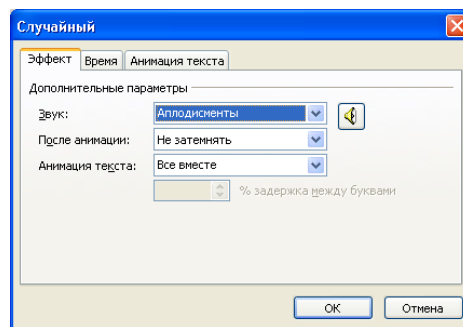 Случайный
Эффект Время Анимация текста
Дополнительные параметры
Звук: Аплодисменты
После анимации: Не затемнять
Анимация текста: Все вместе
% задержка между буквами
ОК Отмена